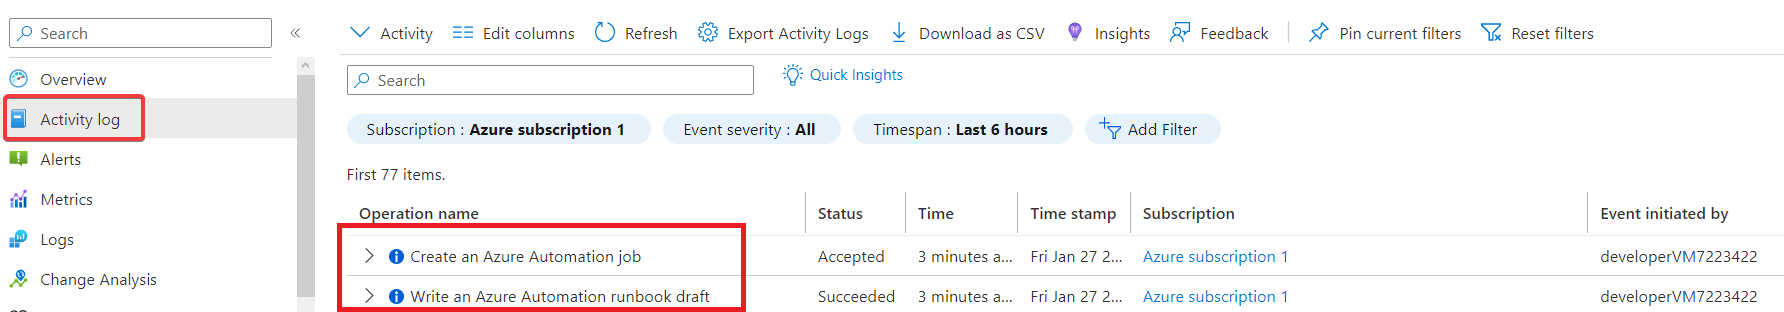 Search «
Overview
Activity log
Alerts
Metrics
Logs
Change Analysis
Activity Edit columns Refresh Export Activity Logs Download as CSV Insights Feedback Pin current filters Reset filters
Search Quick Insights
Subscription : Azure subscription 1 Event severity : All Timespan : Last 6 hours Add Filter
First 77 items.
Operation name Status Time Time stamp Subscription Event initiated by
Create an Azure Automation job Accepted 3 minutes a... Fri Jan 27 2... Azure subscription 1 developerVM7223422
Write an Azure Automation runbook draft Succeeded 3 minutes a... Fri Jan 27 2... Azure subscription 1 developerVM7223422